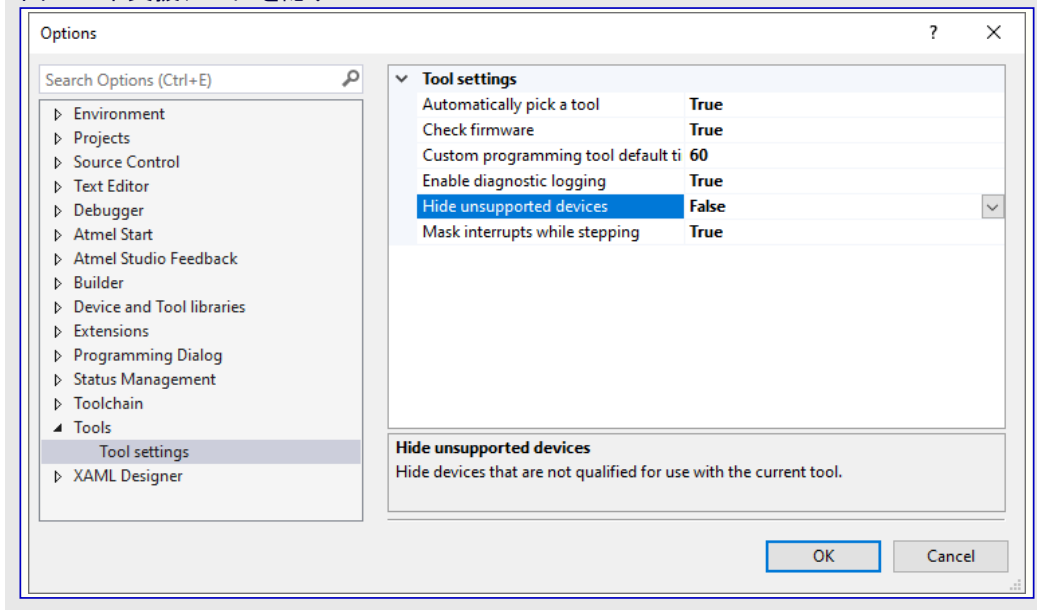 Options
?
Search Options (Ctrl+E)
Environment
Projects
Source Control
Text Editor
Debugger
Atmel Start
Atmel Studio Feedback
Builder
Device and Tool libraries
Extensions
Programming Dialog
Status Management
Toolchain
Tools
Tool settings
XAML Designer
Tool settings
Automatically pick a tool True
Check firmware True
Custom programming tool default ti 60
Enable diagnostic logging True
Hide unsupported devices False
Mask interrupts while stepping True
Hide unsupported devices
Hide devices that are not qualified for use with the current tool.
OK Cancel